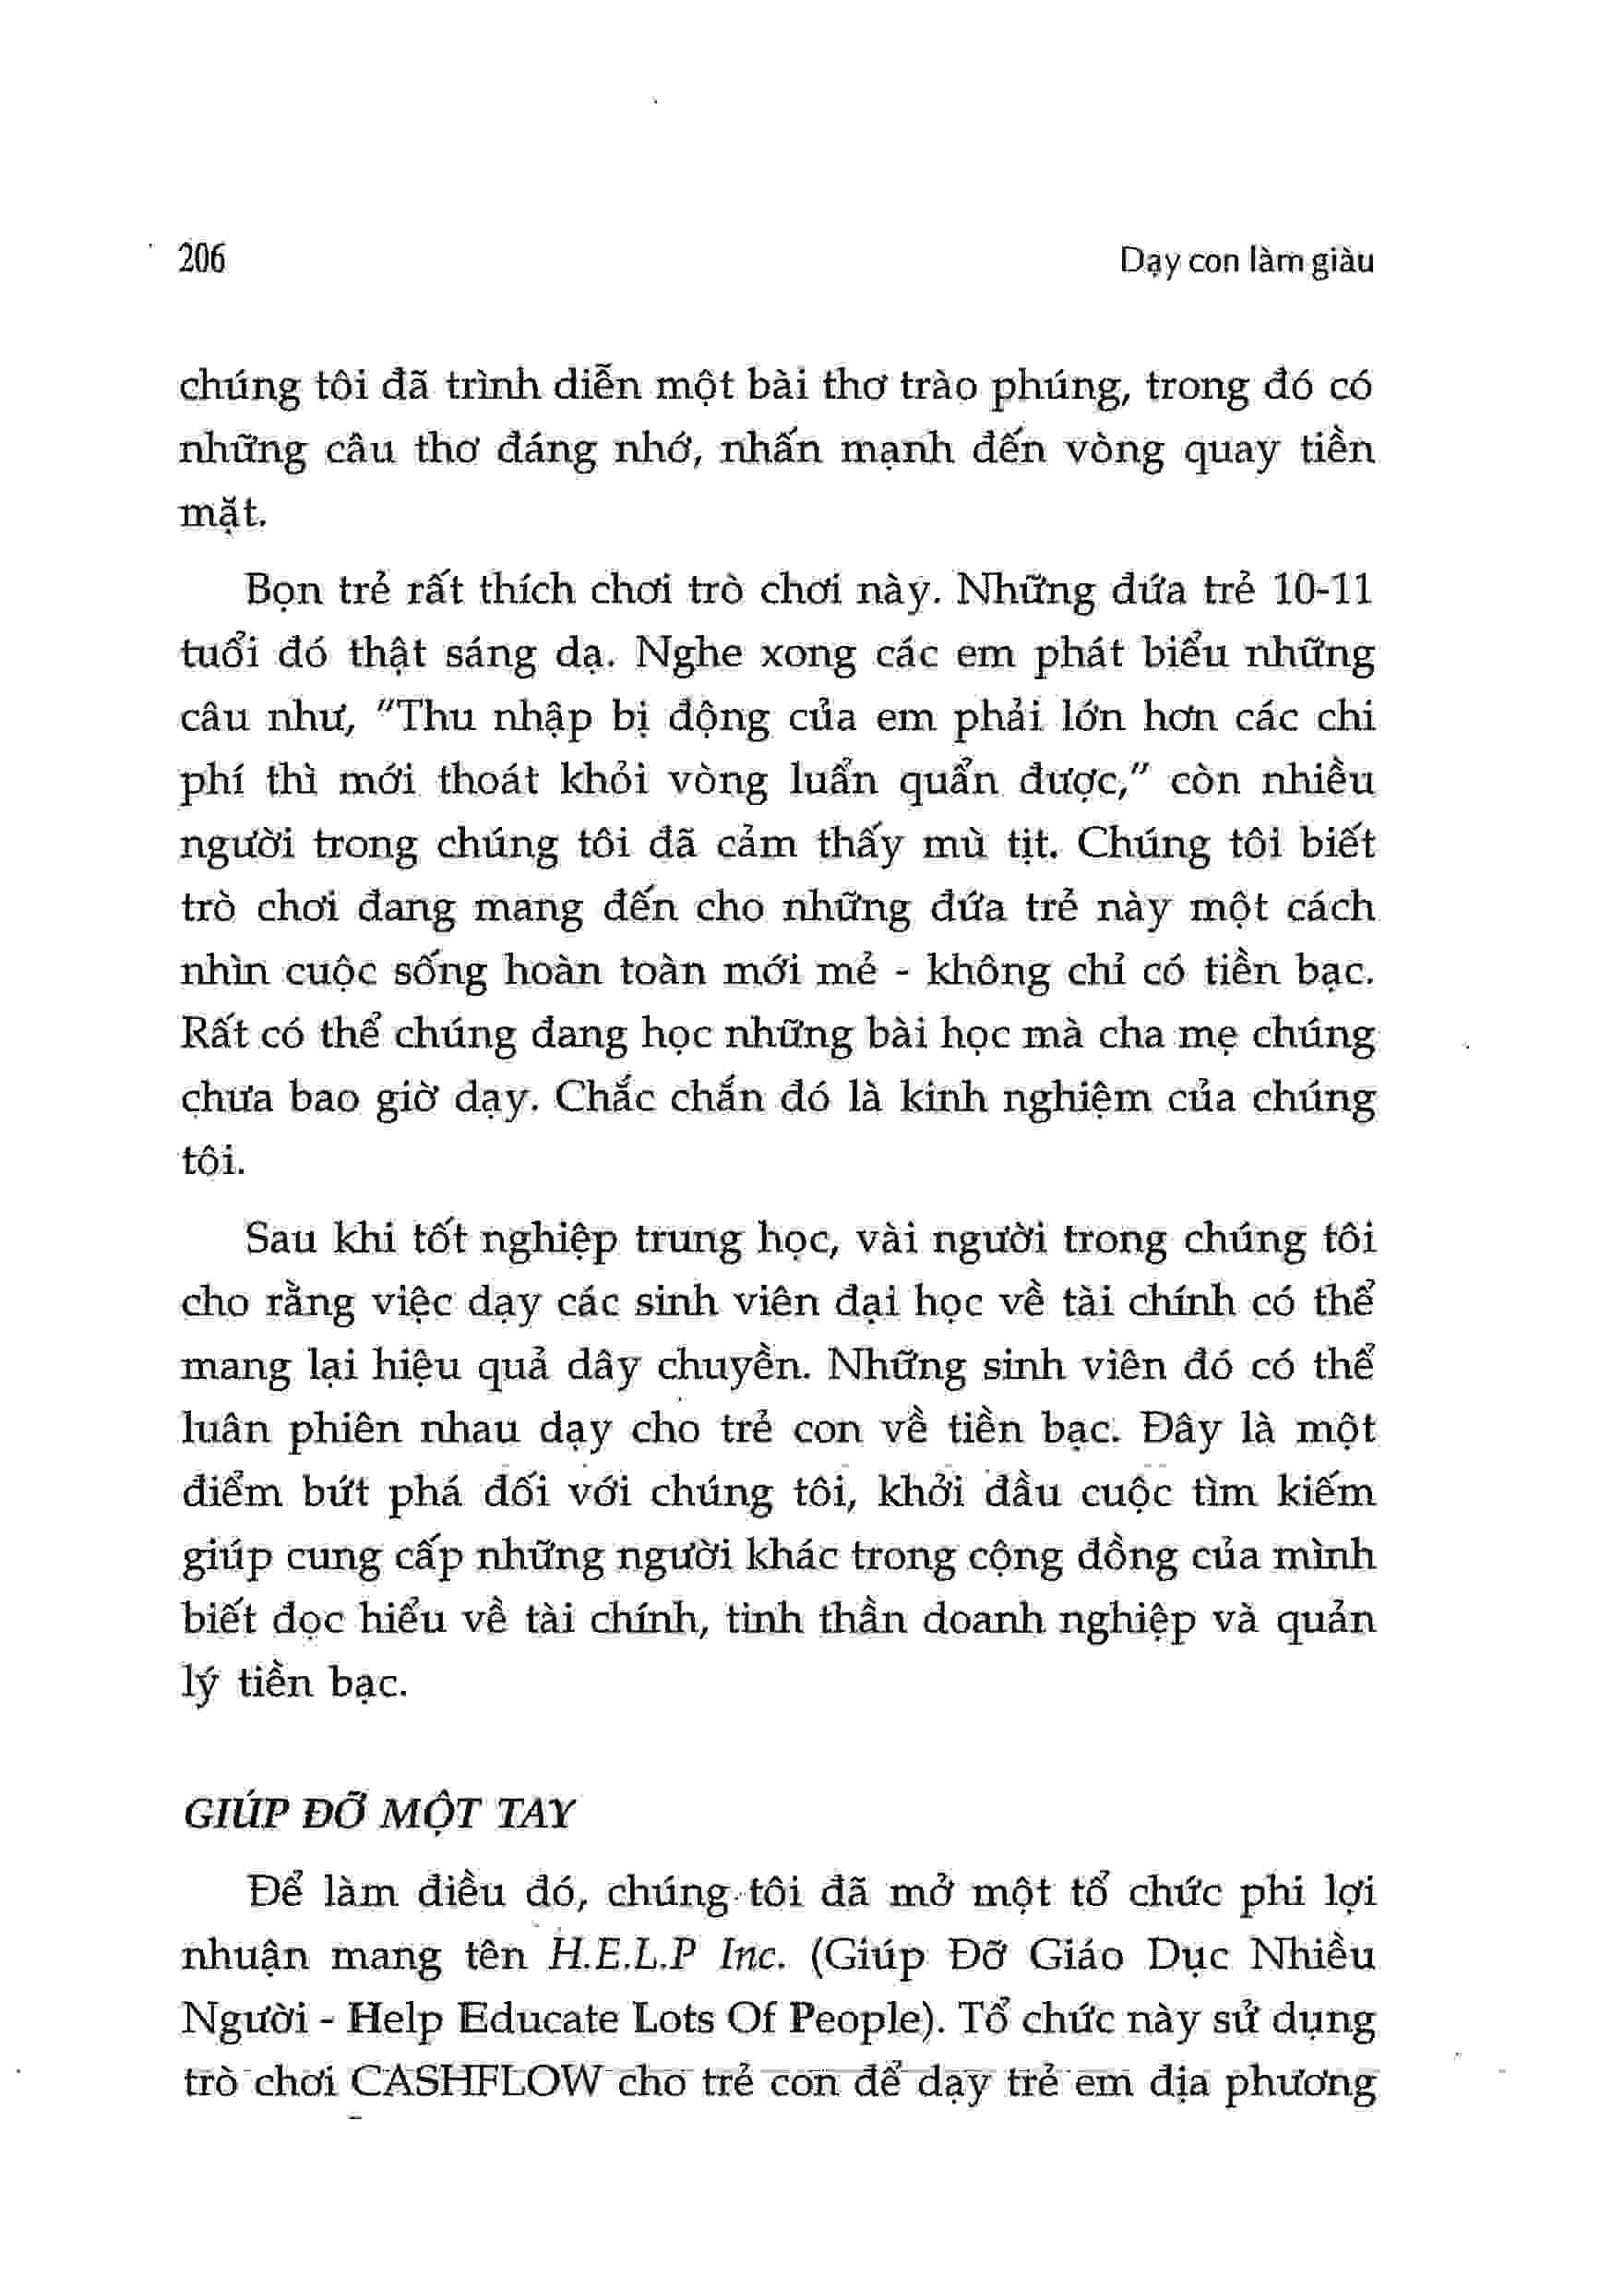 206
Dạy con làm giàu
chúng tôi đã trình diễn một bài thơ trào phúng, trong đó có
những câu thơ đáng nhớ, nhấn mạnh đến vòng quay tiền
mặt.
Bọn trẻ rất thích chơi trò chơi này. Những đứa trẻ 10-11
tuổi đó thật sáng dạ. Nghe xong các em phát biểu những
câu như, "Thu nhập bị động của em phải lớn hơn các chi
phí thì mới thoát khỏi vòng luẩn quẩn được," còn nhiều
người trong chúng tôi đã cảm thấy mù tịt. Chúng tôi biết
trò chơi đang mang đến cho những đứa trẻ này một cách
nhìn cuộc sống hoàn toàn mới mẻ - không chỉ có tiền bạc.
Rất có thể chúng đang học những bài học mà cha mẹ chúng
chưa bao giờ dạy. Chắc chắn đó là kinh nghiệm của chúng
tôi.
Sau khi tốt nghiệp trung học, vài người trong chúng tôi
cho rằng việc dạy các sinh viên đại học về tài chính có thể
mang lại hiệu quả dây chuyền. Những sinh viên đó có thể
luân phiên nhau dạy cho trẻ con về tiền bạc. Đây là một
điểm bứt phá đối với chúng tôi, khởi đầu cuộc tìm kiếm
giúp cung cấp những người khác trong cộng đồng của mình
biết đọc hiểu về tài chính, tinh thần doanh nghiệp và quản
lý tiền bạc.
GIÚP ĐỠ MỘT TAY
Để làm điều đó, chúng tôi đã mở một tổ chức phi lợi
nhuận mang tên H.E.L.P Inc. (Giúp Đỡ Giáo Dục Nhiều
Người - Help Educate Lots Of People). Tổ chức này sử dụng
trò chơi CASHFLOW cho trẻ con để dạy trẻ em địa phương